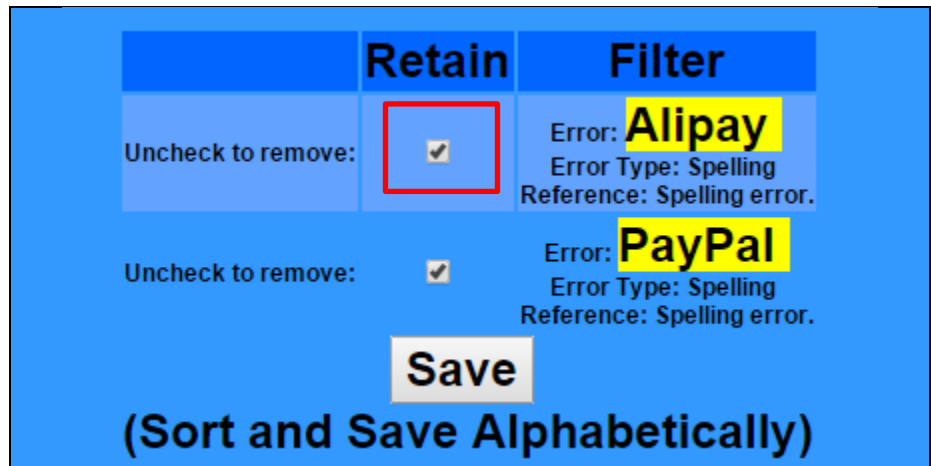 Retain Filter
Uncheck to remove: Error: Alipay
Error Type: Spelling
Reference: Spelling error.
Uncheck to remove: Error: PayPal
Error Type: Spelling
Reference: Spelling error.
Save
(Sort and Save Alphabetically)